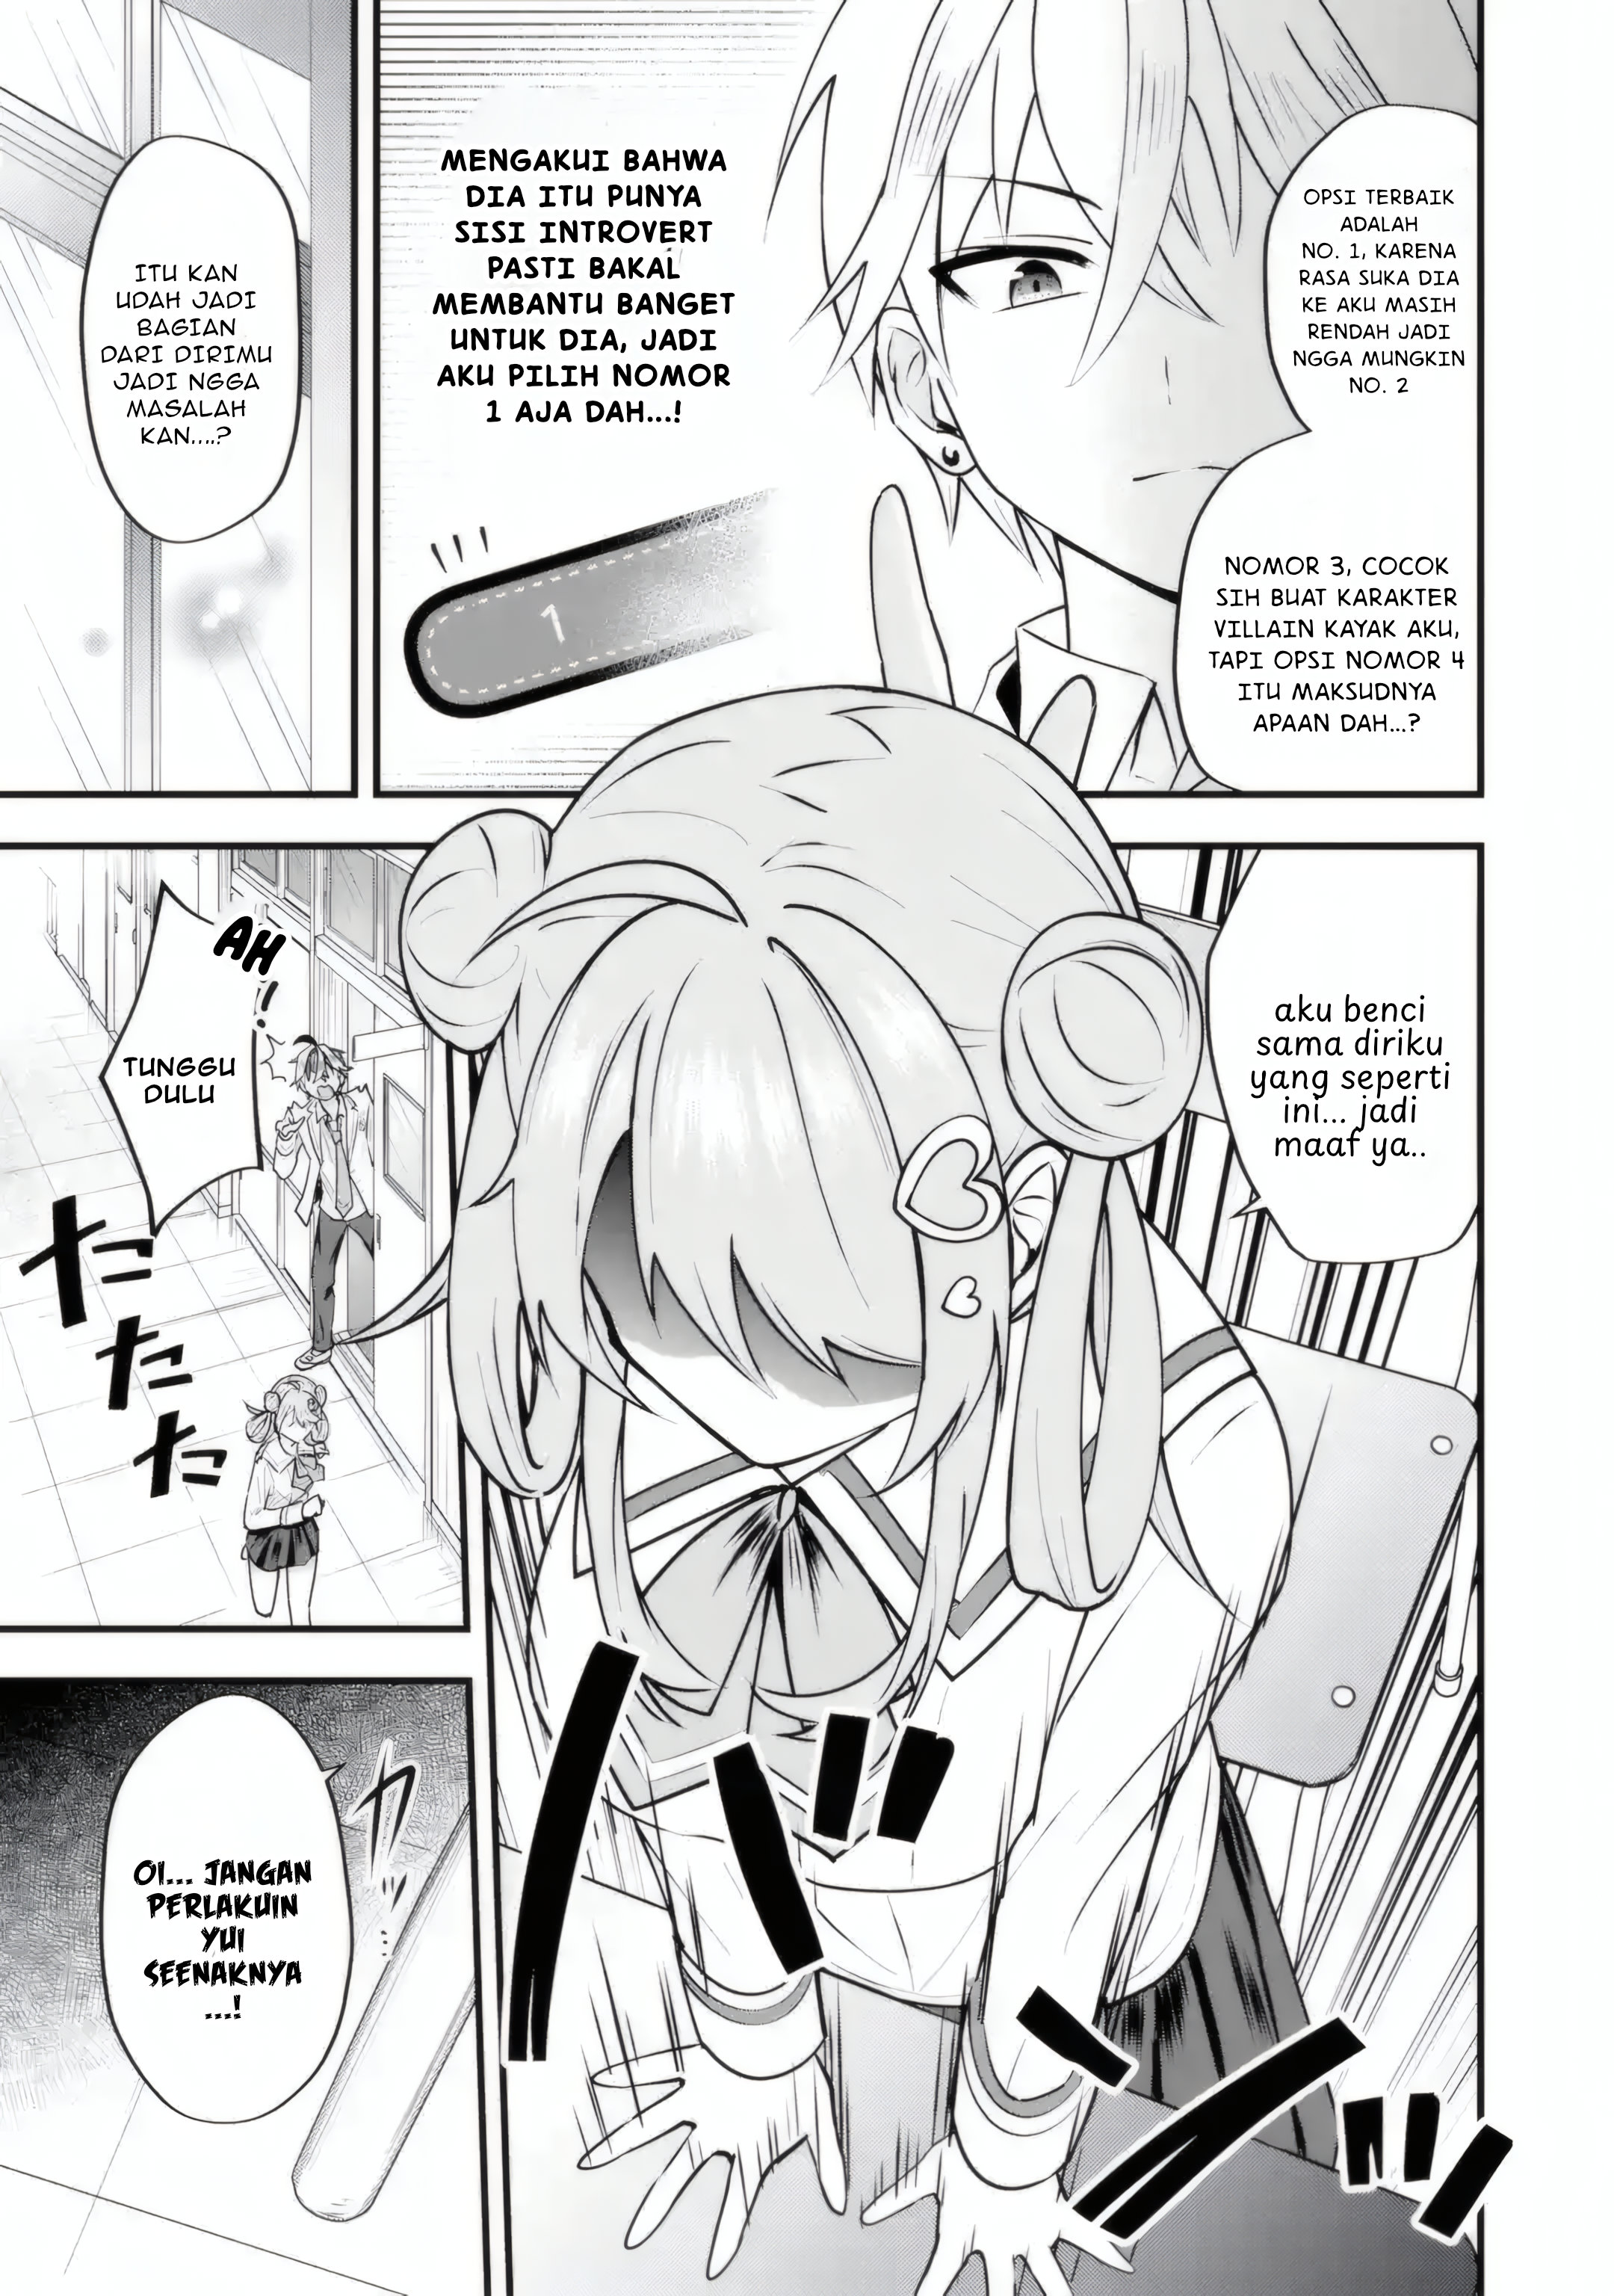 OPSI TERBAIK
ADALAH
NO. 1, KARENA
RASA SUKA DIA
KE AKU MASIH
RENDAH JADI
NGGA MUNGKIN
NO. 2
NOMOR 3, COCOK
SIH BUAT KARAKTER
VILLAIN KAYAK AKU,
TAPI OPSI NOMOR 4
ITU MAKSUDNYA
APAAN DAH...?
MENGAKUI BAHWA
DIA ITU PUNYA
SISI INTROVERT
PASTI BAKAL
MEMBANTU BANGET
UNTUK DIA, JADI
AKU PILIH NOMOR
1 AJA DAH...!
1
ITU KAN
UDAH JADI
BAGIAN
DARI DIRIMU
JADI NGGA
MASALAH
KAN....?
aku benci
sama diriku
yang seperti
ini... jadi
maaf ya..
バンッ
AH
!
TUNGGU
DULU
たたた
カ
OI... JANGAN
PERLAKUIN
YUI
SEENAKNYA
...!